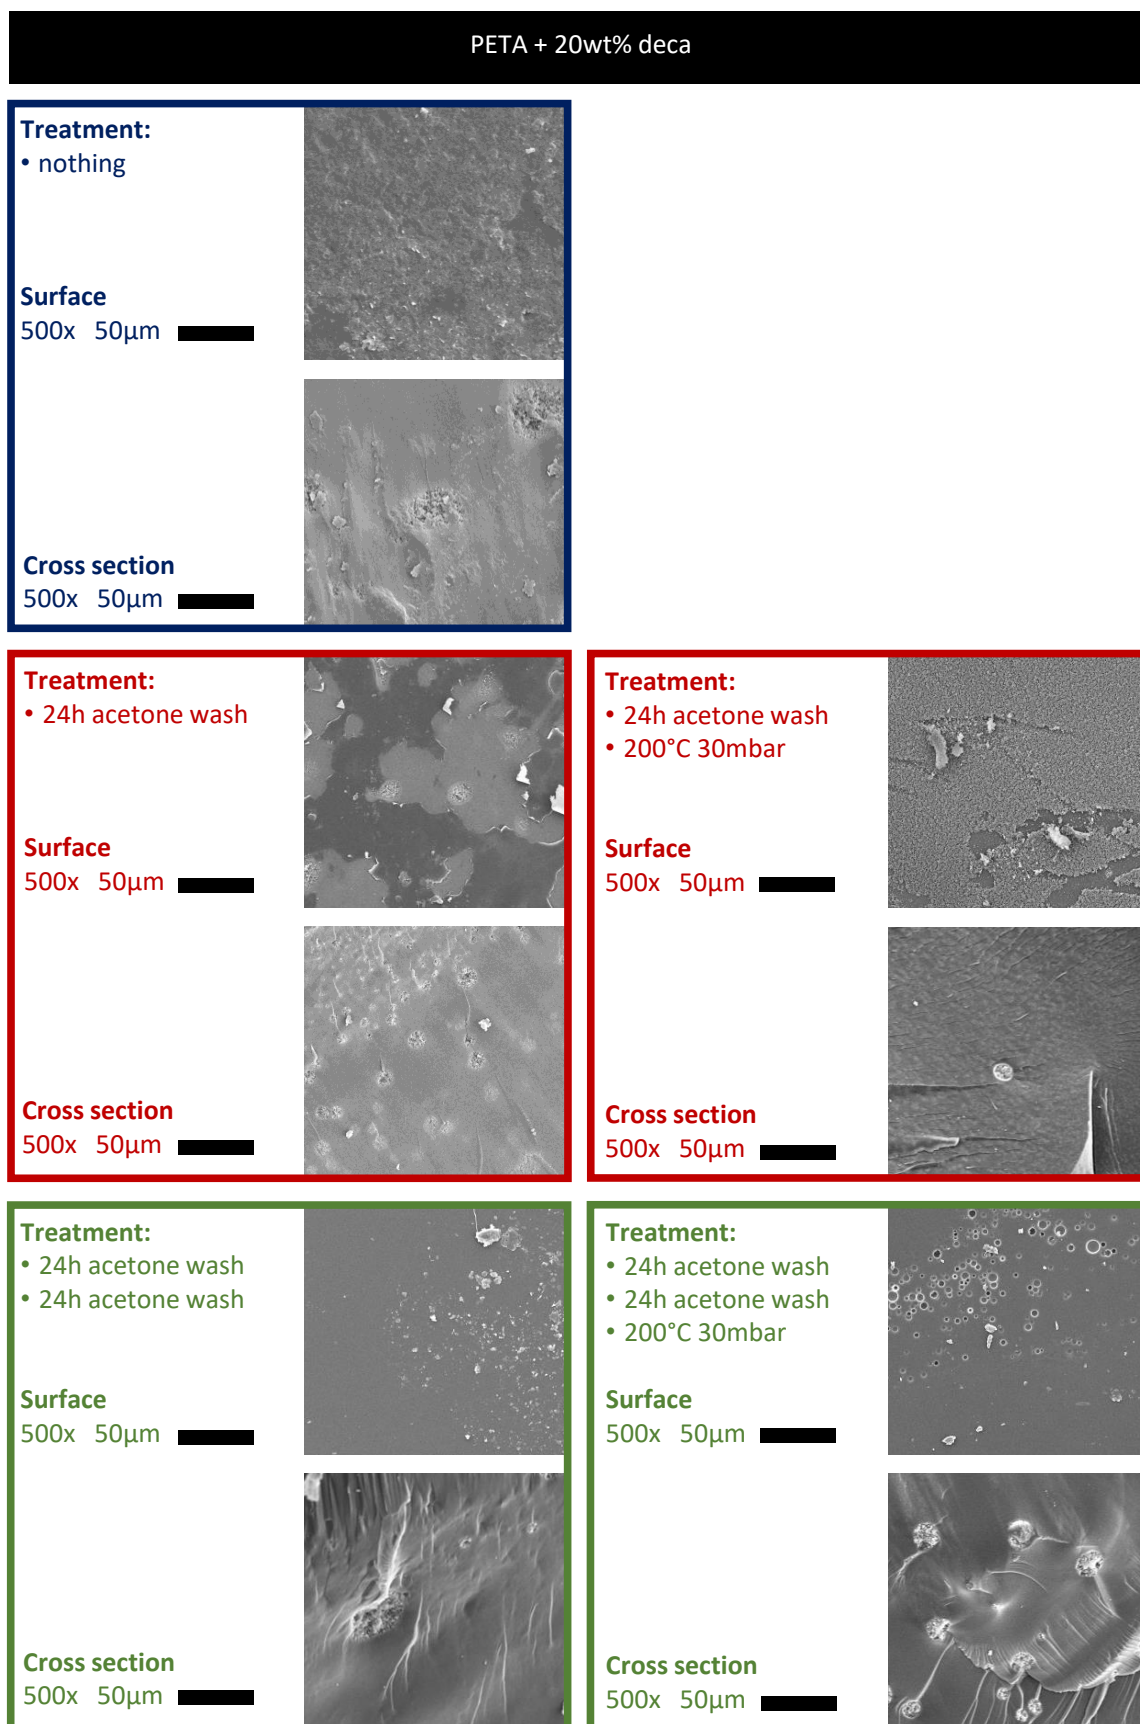 PETA + 20wt% deca
Treatment:
• nothing
Surface
500x 50µm
Cross section
500x 50µm
Treatment:
• 24h acetone wash
Surface
500x 50µm
Cross section
500x 50µm
Treatment:
• 24h acetone wash
• 200°C 30mbar
Surface
500x 50µm
Cross section
500x 50µm
Treatment:
• 24h acetone wash
• 24h acetone wash
Surface
500x 50µm
Cross section
500x 50µm
Treatment:
• 24h acetone wash
• 24h acetone wash
• 200°C 30mbar
Surface
500x 50µm
Cross section
500x 50µm